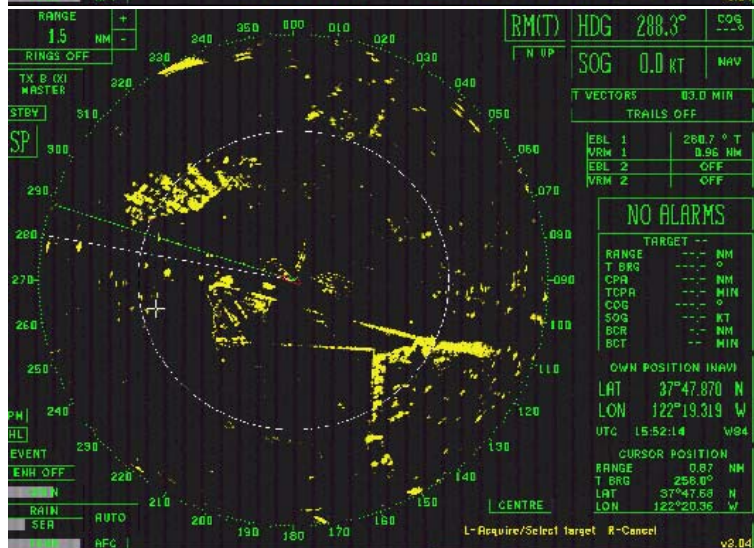 RANGE
1.5 NM + -
RINGS OFF
TX B (X)
MASTER
STBY
SP
RM(T)
N UP
HDG 288.3° COG
---°
SOG 0.0 KT NAV
T VECTORS 03.0 MIN
TRAILS OFF
EBL 1 280.7 ° T
VRM 1 0.96 NM
EBL 2 OFF
VRM 2 OFF
NO ALARMS
TARGET --
RANGE --- NM
T BRG --- °
CPA --- NM
TCPA --- MIN
COG --- °
SOG --- KT
BCR -- NM
BCT -- MIN
OWN POSITION (NAV)
LAT 37°47.870 N
LON 122°19.319 W
UTC 15:52:14 W84
CURSOR POSITION
RANGE 0.87 NM
T BRG 258.0°
LAT 37°47.68 N
LON 122°20.36 W
000
010
020
030
040
050
060
070
080
090
100
110
120
130
140
150
160
170
180
190
200
210
220
240
250
260
270
280
290
300
310
320
330
HL
EVENT
ENH OFF
RAIN
SEA
AUTO
AFC
CENTRE
L-Acquire/Select target R-Cancel
v3.04